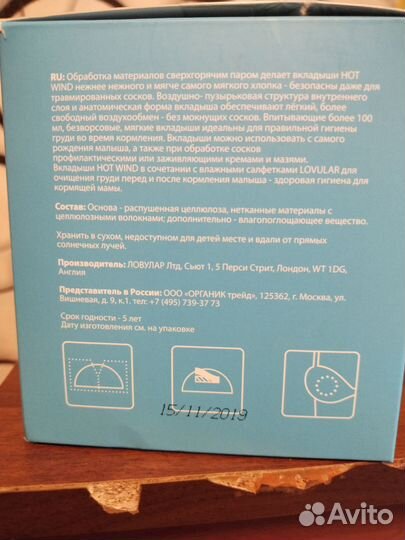 RU: Обработка материалов сверхгорячим паром делает вкладыши HOT
WIND нежнее нежного и мягче самого мягкого хлопка - безопасны даже для
травмированных сосков. Воздушно- пузырьковая структура внутреннего
слоя и анатомическая форма вкладыша обеспечивают лёгкий, более
свободный воздухообмен - без мокнущих сосков. Впитывающие более 100
мл, безворсовые, мягкие вкладыши идеальны для правильной гигиены
груди во время кормления. Вкладыши можно использовать с самого
рождения малыша, а также при обработке сосков
профилактическими или заживляющими кремами и мазями.
Вкладыши HOT WIND в сочетании с влажными салфетками LOVULAR для
очищения груди перед и после кормления малыша - здоровая гигиена для
кормящей мамы.
Состав: Основа - распушенная целлюлоза, нетканные материалы с
целлюлозными волокнами; дополнительно - влагопоглощающее вещество.
Хранить в сухом, недоступном для детей месте и вдали от прямых
солнечных лучей.
Производитель: ЛОВУЛАР Лтд, Сьют 1, 5 Перси Стрит, Лондон, WT 1DG,
Англия
Представитель в России: ООО «ОРГАНИК трейд», 125362, г. Москва, ул.
Вишневая, д. 9, к.1. тел: +7 (495) 739-37 73
Срок годности - 5 лет
Дату изготовления см. на упаковке
15/11/2019
Avito